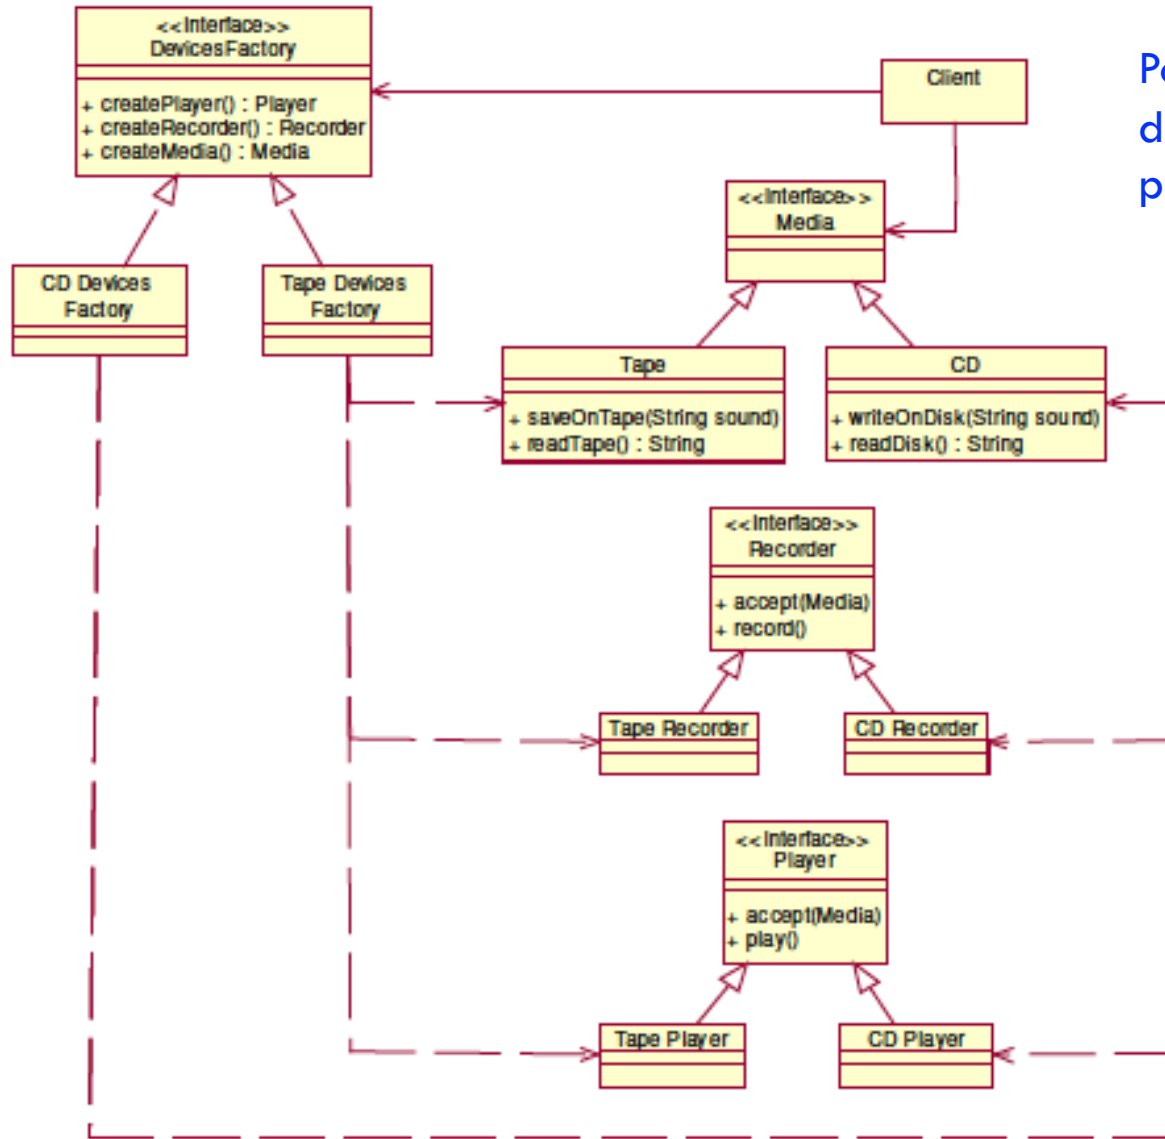 <<Interface>>
DevicesFactory
+ createPlayer() : Player
+ createRecorder() : Recorder
+ createMedia() : Media
Client
<<Interface>>
Media
CD Devices
Factory
Tape Devices
Factory
Tape
+ saveOnTape(String sound)
+ readTape() : String
CD
+ writeOnDisk(String sound)
+ readDisk() : String
<<Interface>>
Recorder
+ accept(Media)
+ record()
Tape Recorder
CD Recorder
<<Interface>>
Player
+ accept(Media)
+ play()
Tape Player
CD Player